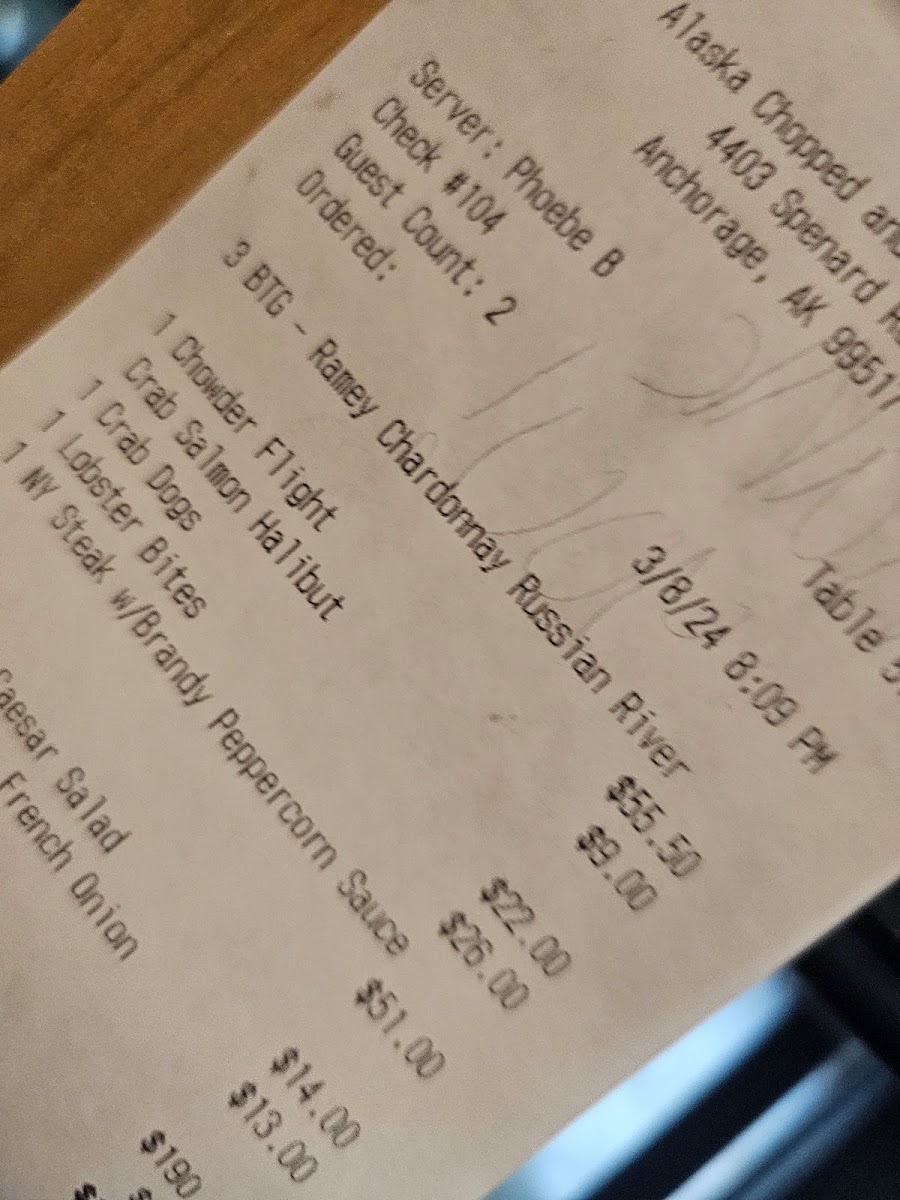 Alaska Chopped and
4403 Spenard
Anchorage, AK 99517
Server: Phoebe B
Check #104
Table
Guest Count: 2
Ordered: 3/8/24 8:09 PM
3 BTG - Ramey Chardonnay Russian River $55.50
1 Chowder Flight $9.00
Crab Salmon Halibut
1 Crab Dogs $22.00
1 Lobster Bites $26.00
1 NY Steak w/Brandy Peppercorn Sauce $51.00
Caesar Salad $14.00
French Onion $13.00
$190